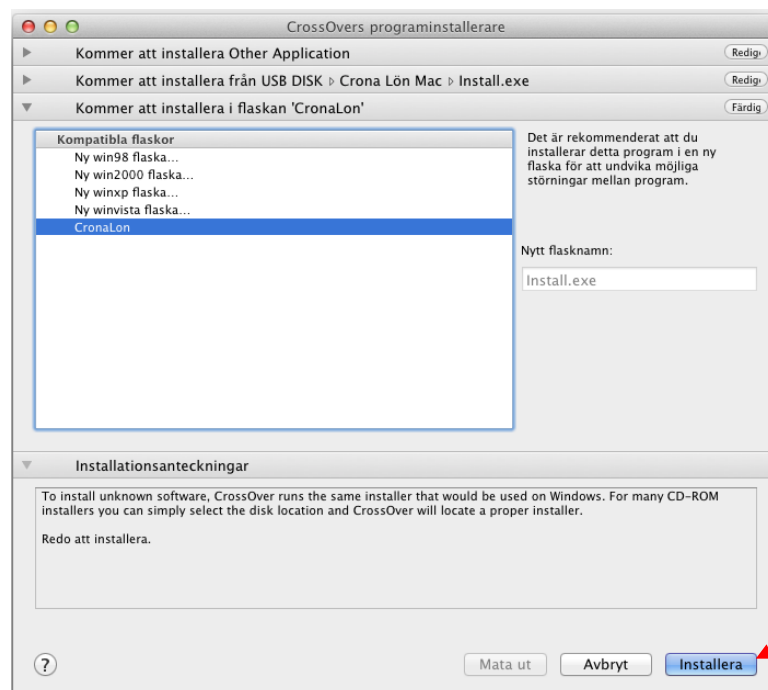 CrossOvers programinstallerare
Kommer att installera Other Application
Redig
Kommer att installera från USB DISK ▹ Crona Lön Mac ▹ Install.exe
Redig
Kommer att installera i flaskan 'CronaLon'
Färdig
Kompatibla flaskor
Ny win98 flaska...
Ny win2000 flaska...
Ny winxp flaska...
Ny winvista flaska...
CronaLon
Det är rekommenderat att du
installerar detta program i en ny
flaska för att undvika möjliga
störningar mellan program.
Nytt flasknamn:
Install.exe
Installationsanteckningar
To install unknown software, CrossOver runs the same installer that would be used on Windows. For many CD-ROM
installers you can simply select the disk location and CrossOver will locate a proper installer.
Redo att installera.
?
Mata ut
Avbryt
Installera